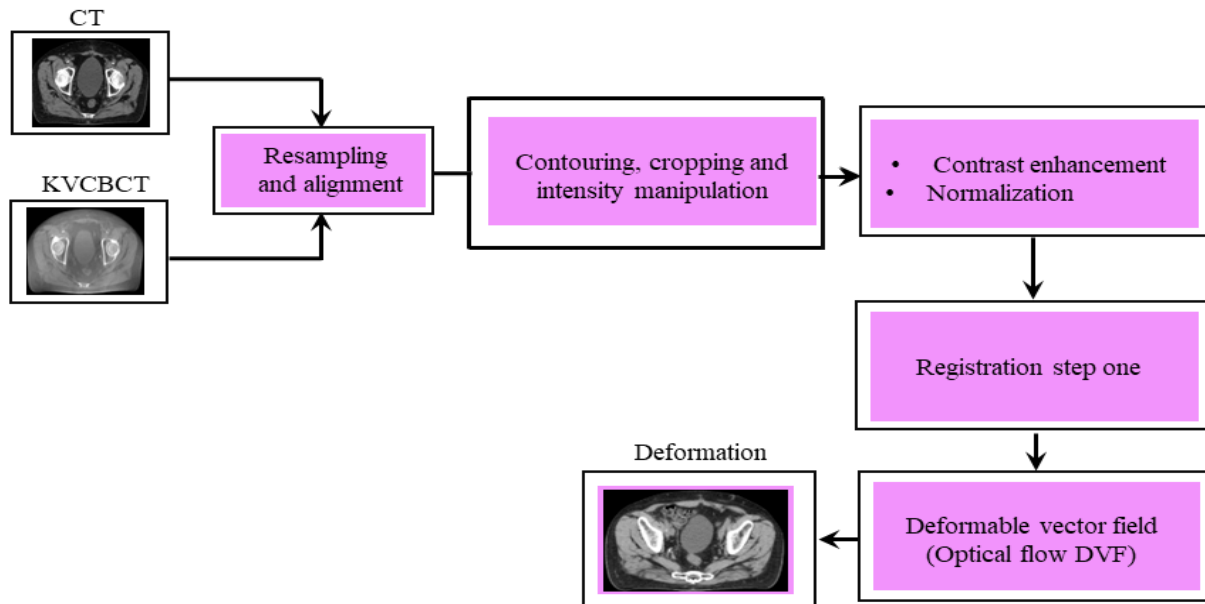 CT
KVCBCT
Resampling
and alignment
Contouring, cropping and
intensity manipulation
• Contrast enhancement
• Normalization
Registration step one
Deformable vector field
(Optical flow DVF)
Deformation